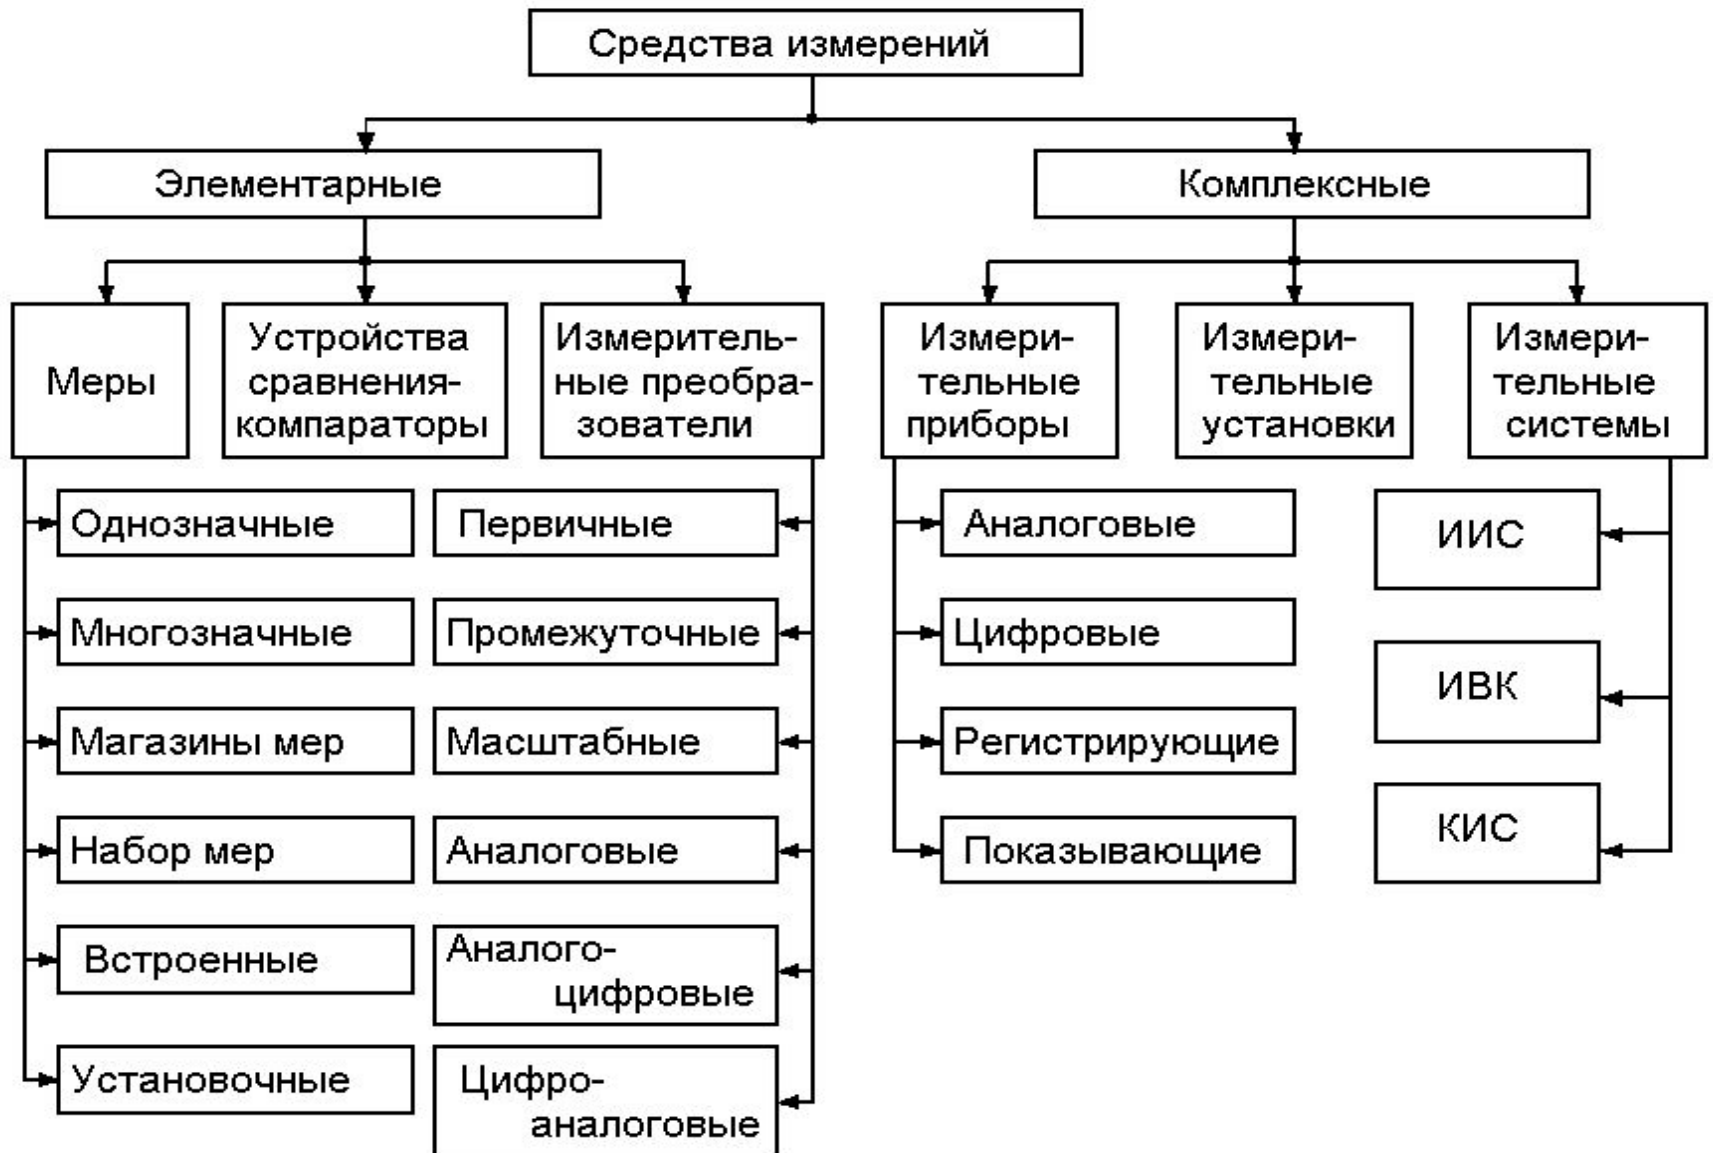 Средства измерений
Элементарные
Комплексные
Меры
Устройства
сравнения-
компараторы
Измеритель-
ные преобра-
зователи
Измери-
тельные
приборы
Измери-
тельные
установки
Измери-
тельные
системы
Однозначные
Многозначные
Магазины мер
Набор мер
Встроенные
Установочные
Первичные
Промежуточные
Масштабные
Аналоговые
Аналого-
цифровые
Цифро-
аналоговые
Аналоговые
Цифровые
Регистрирующие
Показывающие
ИИС
ИВК
КИС